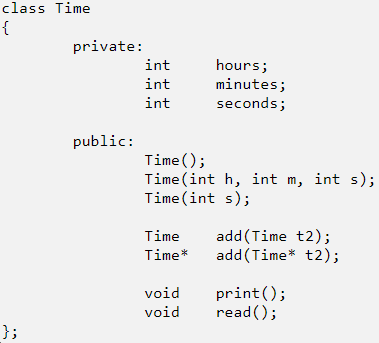 class Time
{
private:
int hours;
int minutes;
int seconds;
public:
Time();
Time(int h, int m, int s);
Time(int s);
Time add(Time t2);
Time* add(Time* t2);
void print();
void read();
};